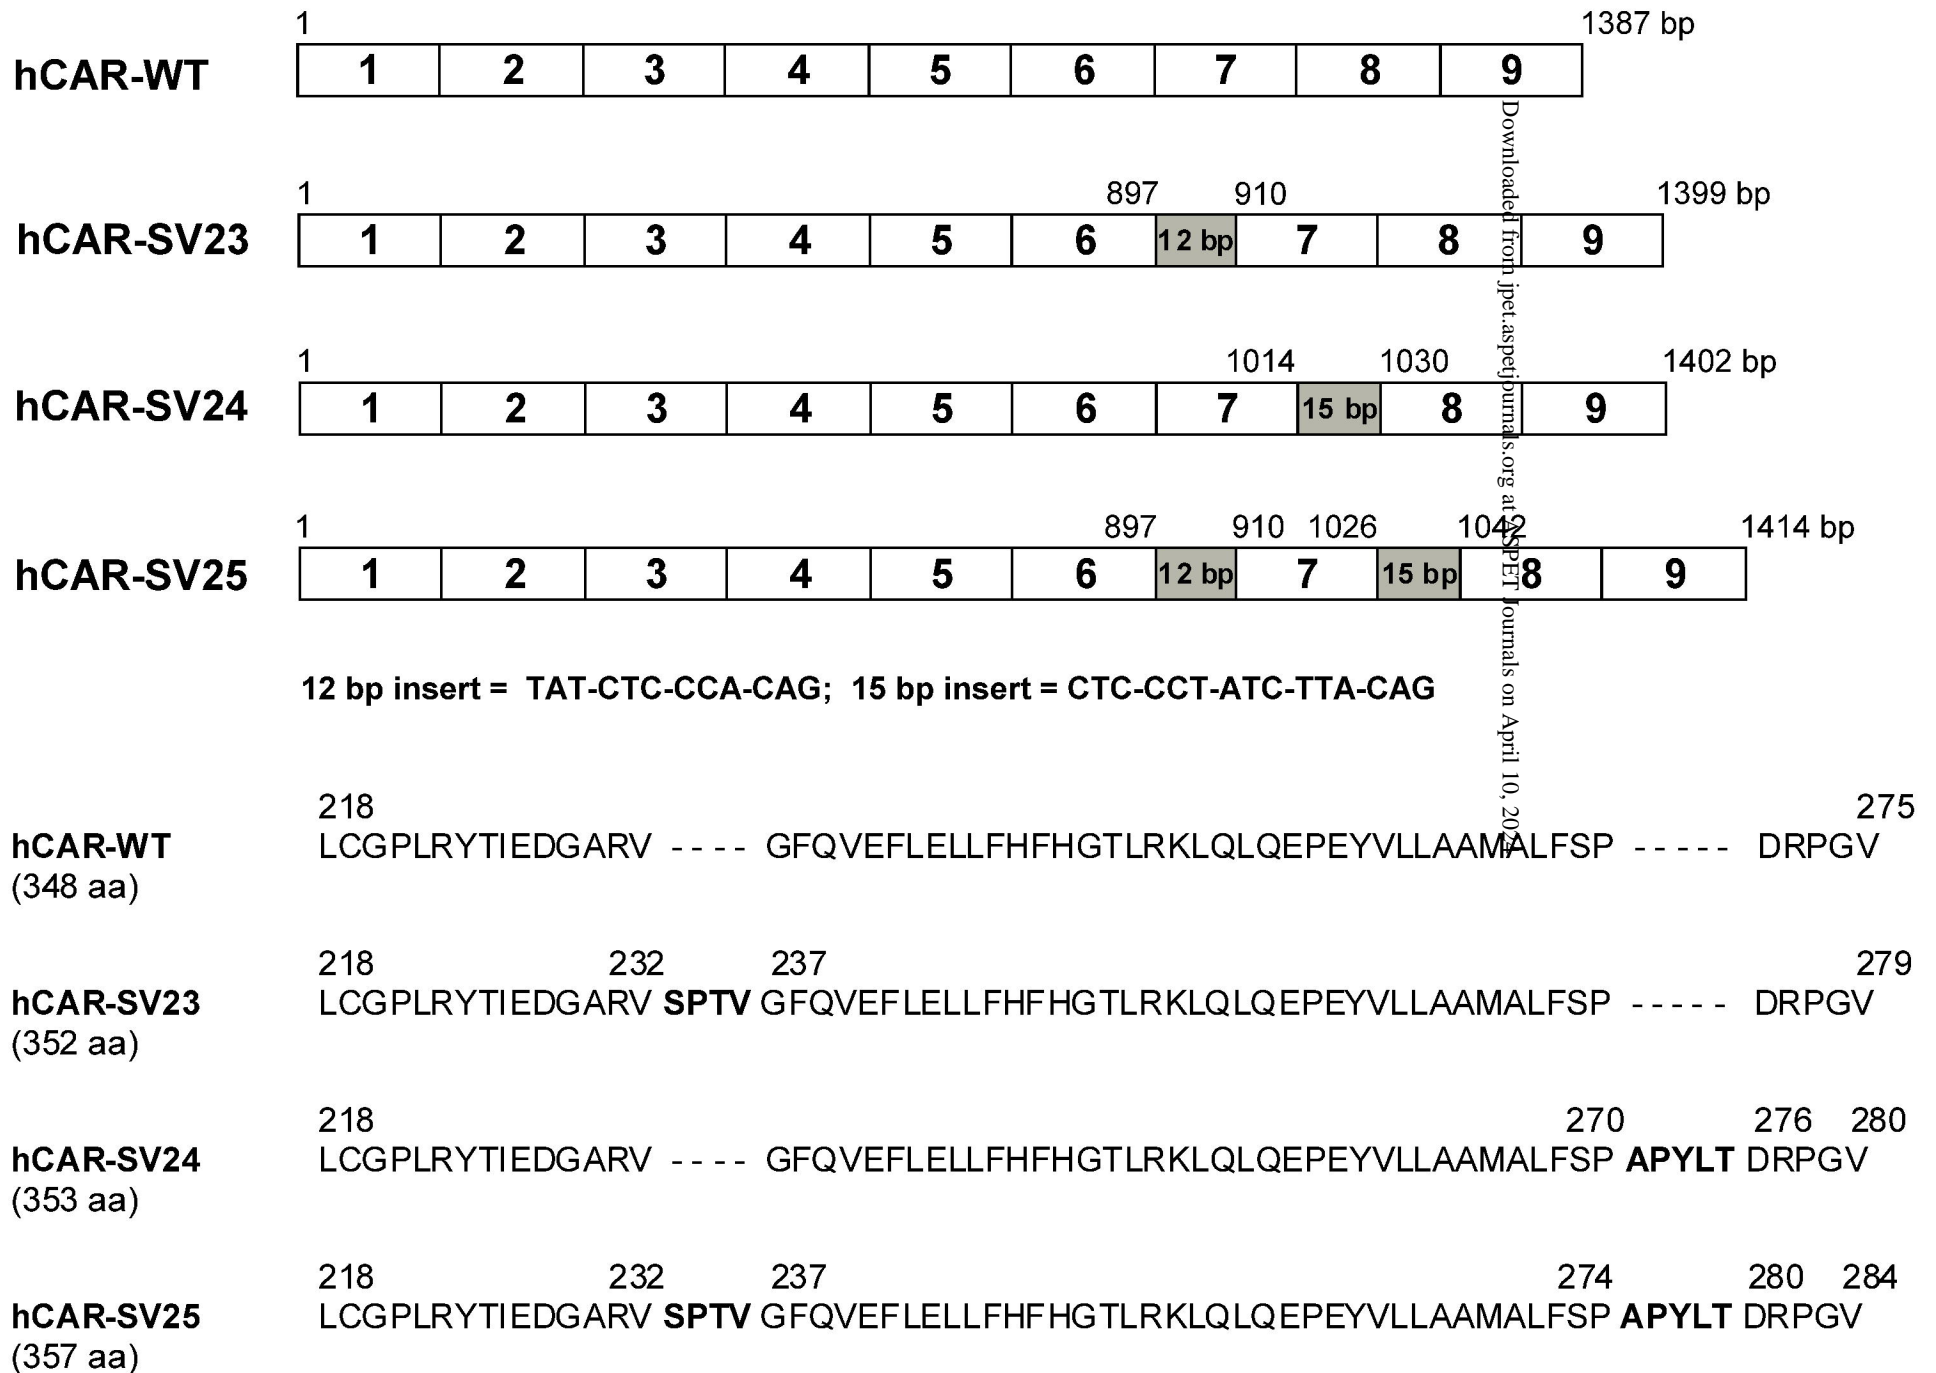 1 1387 bp
hCAR-WT 1 2 3 4 5 6 7 8 9
1 897 910 1399 bp
hCAR-SV23 1 2 3 4 5 6 12 bp 7 8 9
1 1014 1030 1402 bp
hCAR-SV24 1 2 3 4 5 6 7 15 bp 8 9
1 897 910 1026 1042 1414 bp
hCAR-SV25 1 2 3 4 5 6 12 bp 7 15 bp 8 9
12 bp insert = TAT-CTC-CCA-CAG; 15 bp insert = CTC-CCT-ATC-TTA-CAG
218 275
hCAR-WT LCGPLRYTIEDGARV - - - - GFQVEFLELLFHFHGTLRKLQLQEPEYVLLAAMALFSP - - - - - DRPGV
(348 aa)
218 232 237 279
hCAR-SV23 LCGPLRYTIEDGARV SPTV GFQVEFLELLFHFHGTLRKLQLQEPEYVLLAAMALFSP - - - - - DRPGV
(352 aa)
218 270 276 280
hCAR-SV24 LCGPLRYTIEDGARV - - - - GFQVEFLELLFHFHGTLRKLQLQEPEYVLLAAMALFSP APYLT DRPGV
(353 aa)
218 232 237 274 280 284
hCAR-SV25 LCGPLRYTIEDGARV SPTV GFQVEFLELLFHFHGTLRKLQLQEPEYVLLAAMALFSP APYLT DRPGV
(357 aa)
Downloaded from jpet.aspetjournals.org at ASPET Journals on April 10, 2024